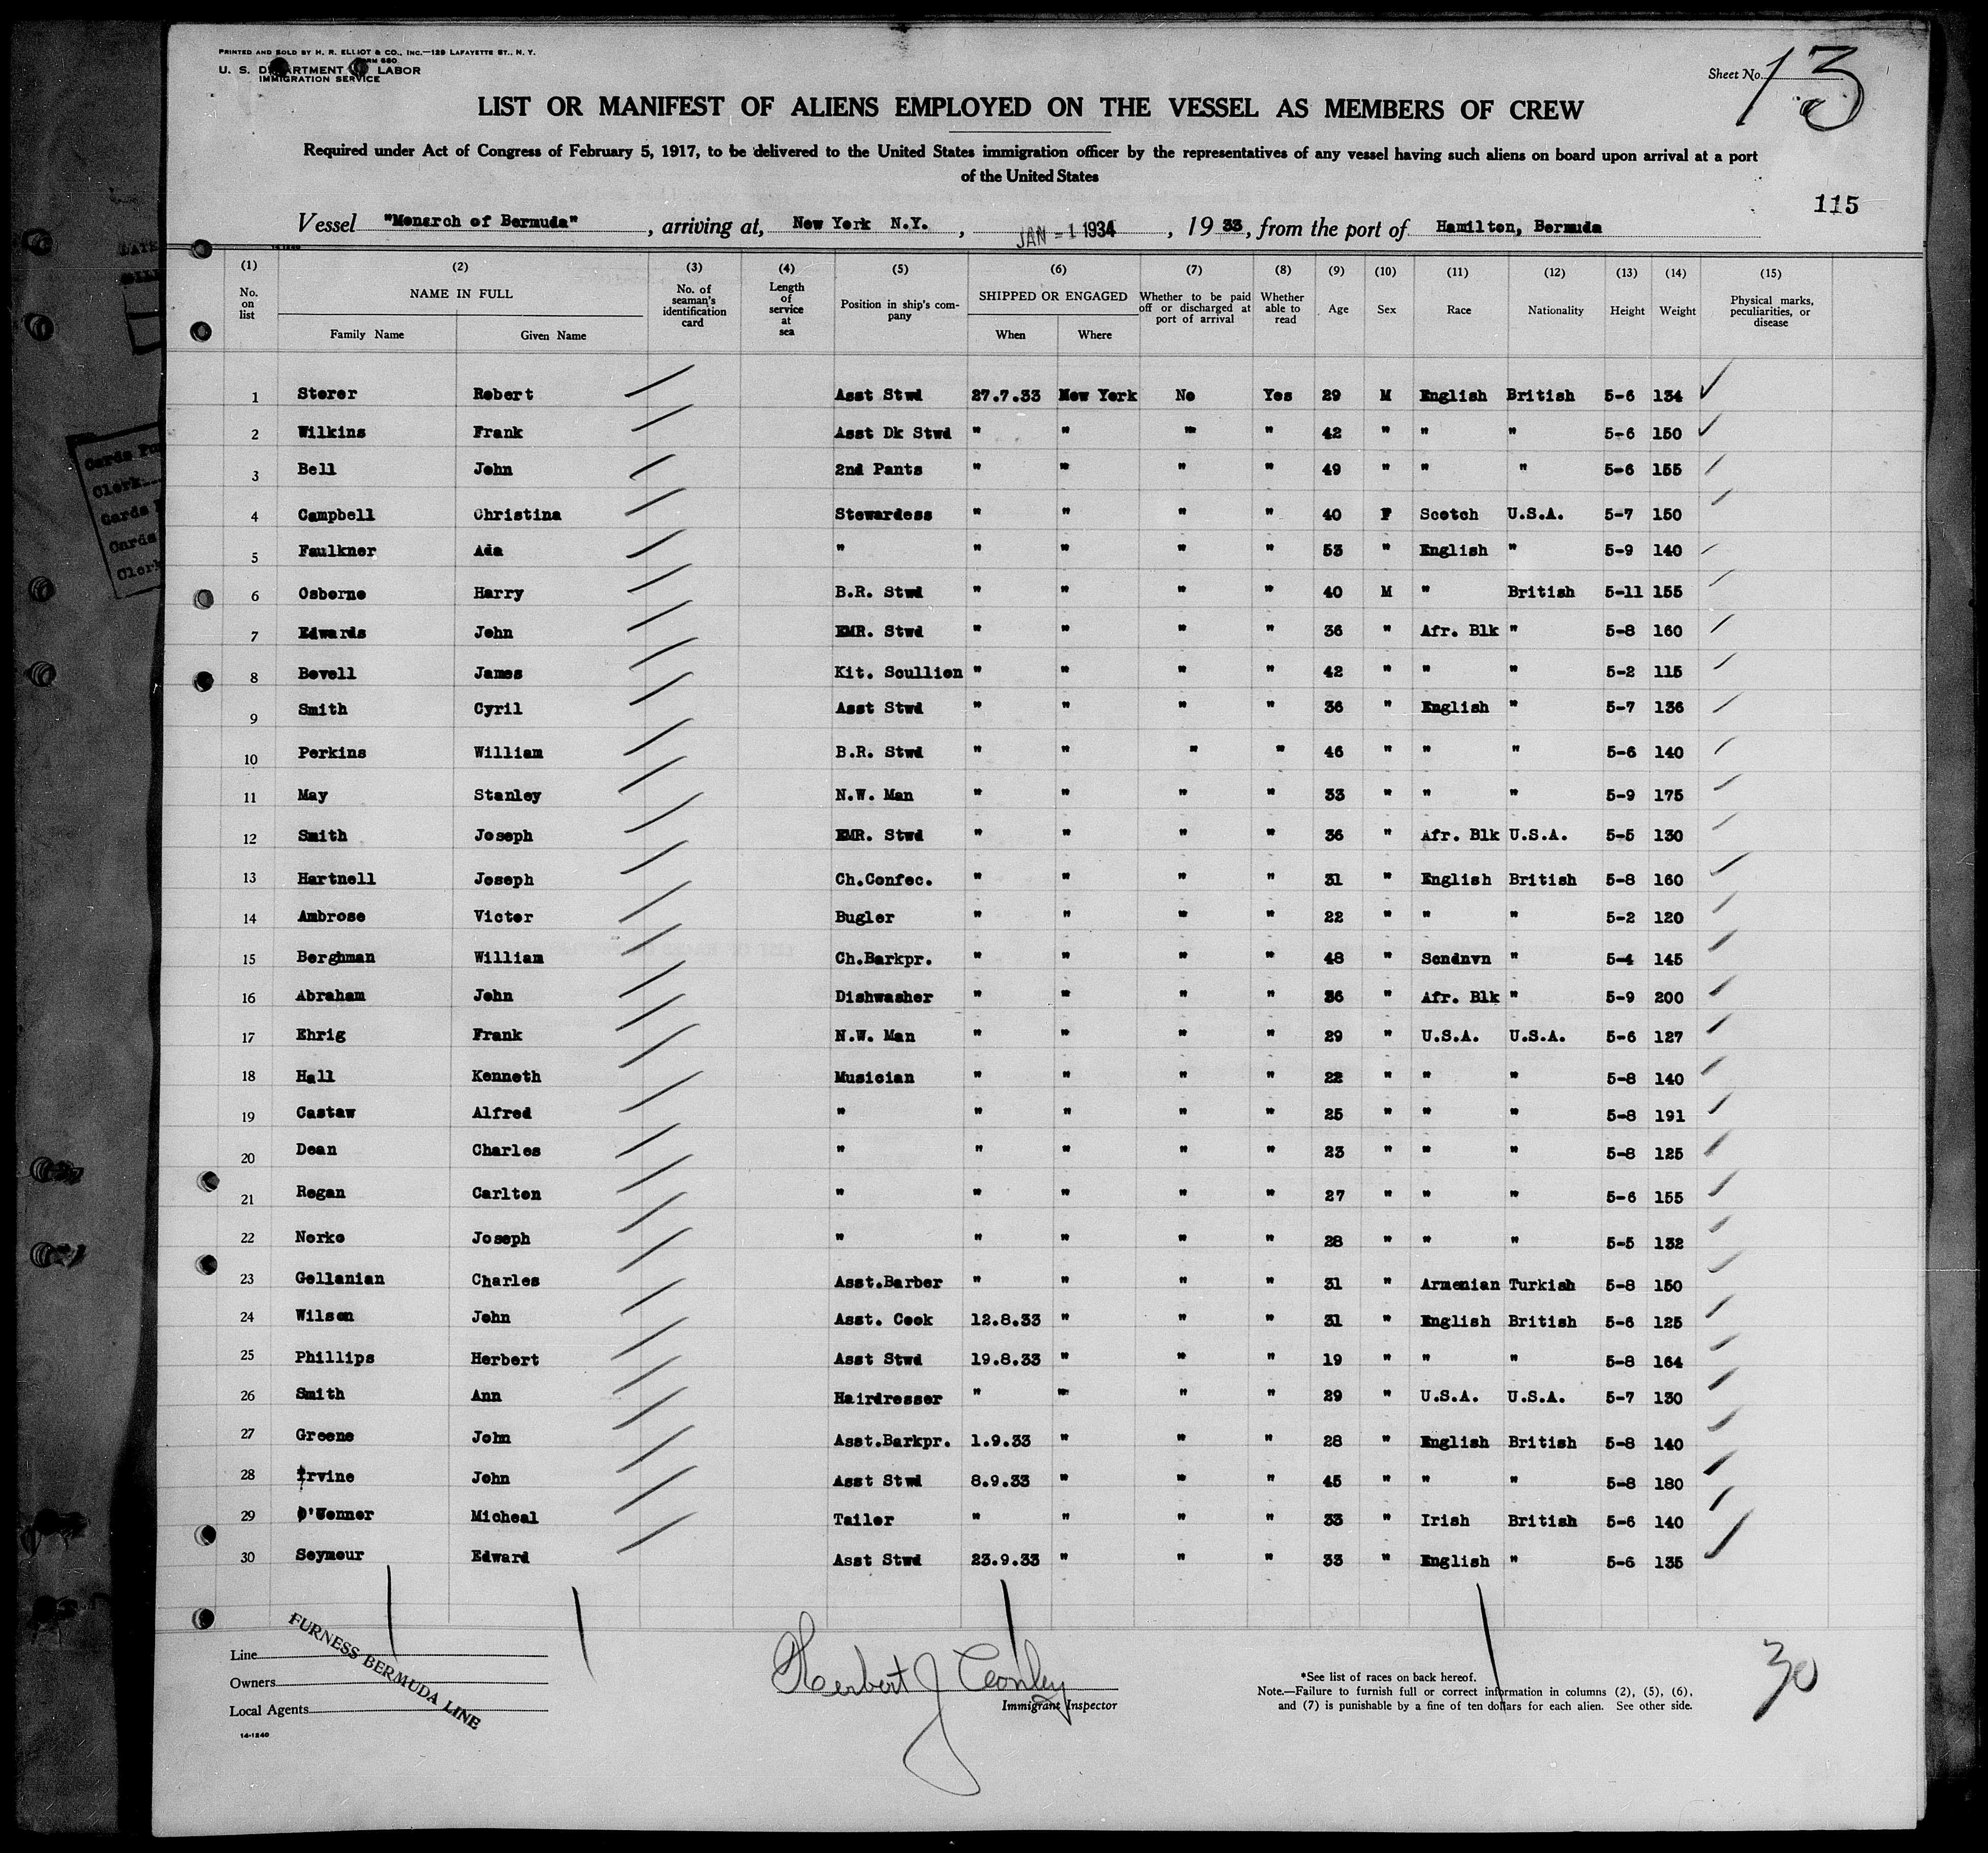 PRINTED AND SOLD BY H. R. ELLIOT & CO., INC.—129 LAFAYETTE ST., N. Y.
FORM 680
U. S. DEPARTMENT OF LABOR
IMMIGRATION SERVICE
Sheet No. 13
LIST OR MANIFEST OF ALIENS EMPLOYED ON THE VESSEL AS MEMBERS OF CREW
Required under Act of Congress of February 5, 1917, to be delivered to the United States immigration officer by the representatives of any vessel having such aliens on board upon arrival at a port
of the United States
115
Vessel "Monarch of Bermuda", arriving at, New York N.Y., JAN -1 1934, 1933, from the port of Hamilton, Bermuda
14-1240
(1) (2) (3) (4) (5) (6) (7) (8) (9) (10) (11) (12) (13) (14) (15)
No. on list NAME IN FULL Family Name Given Name No. of seaman's identification card Length of service at sea Position in ship's company SHIPPED OR ENGAGED When Where Whether to be paid off or discharged at port of arrival Whether able to read Age Sex Race Nationality Height Weight Physical marks, peculiarities, or disease
1 Storer Robert Asst Stwd 27.7.33 New York No Yes 29 M English British 5-6 134
2 Wilkins Frank Asst Dk Stwd " " " " 42 " " " 5-6 150
3 Bell John 2nd Pants " " " " 49 " " " 5-6 155
4 Campbell Christina Stewardess " " " " 40 F Scotch U.S.A. 5-7 150
5 Faulkner Ada " " " " " 53 " English " 5-9 140
6 Osborne Harry B.R. Stwd " " " " 40 M " British 5-11 155
7 Edwards John EMR. Stwd " " " " 36 " Afr. Blk " 5-8 160
8 Bovell James Kit. Scullion " " " " 42 " " " 5-2 115
9 Smith Cyril Asst Stwd " " " " 36 " English " 5-7 136
10 Perkins William B.R. Stwd " " " " 46 " " " 5-6 140
11 May Stanley N.W. Man " " " " 33 " " " 5-9 175
12 Smith Joseph EMR. Stwd " " " " 36 " Afr. Blk U.S.A. 5-5 130
13 Hartnell Joseph Ch.Confec. " " " " 31 " English British 5-8 160
14 Ambrose Victor Bugler " " " " 22 " " " 5-2 120
15 Berghman William Ch.Barkpr. " " " " 48 " Scndnvn " 5-4 145
16 Abraham John Dishwasher " " " " 36 " Afr. Blk " 5-9 200
17 Ehrig Frank N.W. Man " " " " 29 " U.S.A. U.S.A. 5-6 127
18 Hall Kenneth Musician " " " " 22 " " " 5-8 140
19 Castaw Alfred " " " " " 25 " " " 5-8 191
20 Dean Charles " " " " " 23 " " " 5-8 125
21 Regan Carlton " " " " " 27 " " " 5-6 155
22 Norko Joseph " " " " " 28 " " " 5-5 132
23 Gellanian Charles Asst.Barber " " " " 31 " Armenian Turkish 5-8 150
24 Wilson John Asst. Cook 12.8.33 " " " 31 " English British 5-6 125
25 Phillips Herbert Asst Stwd 19.8.33 " " " 19 " " " 5-8 164
26 Smith Ann Hairdresser " " " " 29 " U.S.A. U.S.A. 5-7 130
27 Greene John Asst.Barkpr. 1.9.33 " " " 28 " English British 5-8 140
28 Irvine John Asst Stwd 8.9.33 " " " 45 " " " 5-8 180
29 O'Connor Micheal Tailor " " " " 33 " Irish British 5-6 140
30 Seymour Edward Asst Stwd 23.9.33 " " " 33 " English " 5-6 135
Line
Owners
Local Agents
FURNESS BERMUDA LINE
14-1240
Herbert J Conley
Immigrant Inspector
*See list of races on back hereof.
Note.—Failure to furnish full or correct information in columns (2), (5), (6),
and (7) is punishable by a fine of ten dollars for each alien. See other side.
30
Clerk
Cards
Cards
Clerk